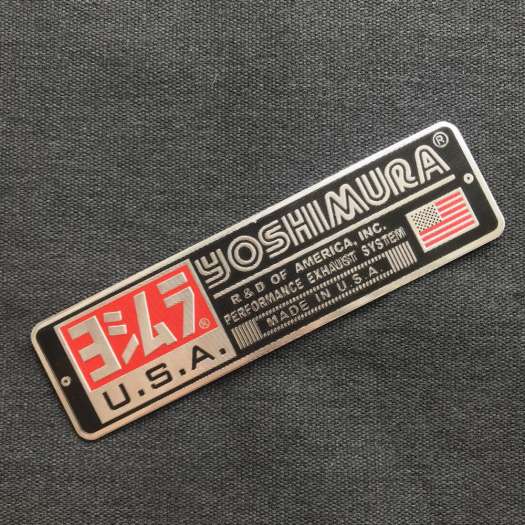 ヨシムラ®
U.S.A.
YOSHIMURA®
R & D OF AMERICA, INC.
PERFORMANCE EXHAUST SYSTEM
MADE IN U.S.A.